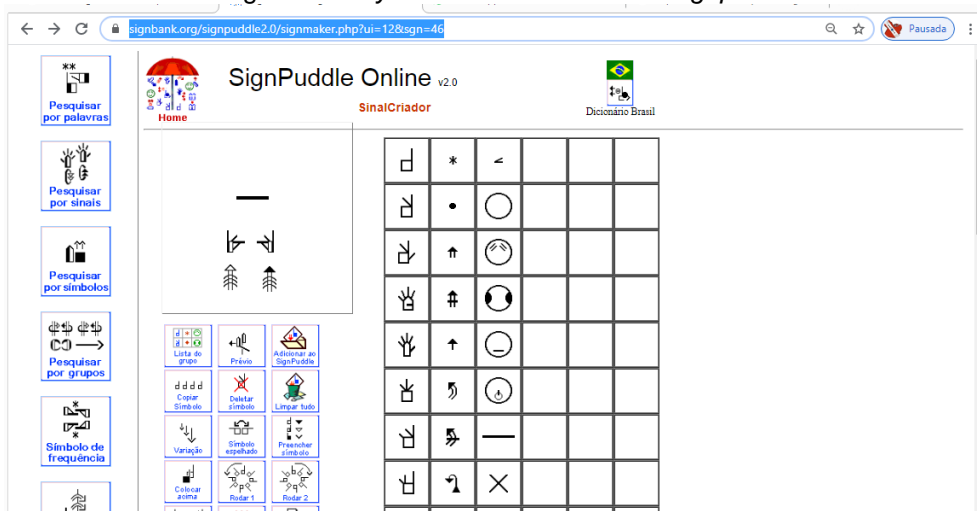 signbank.org/signpuddle2.0/signmaker.php?ui=12&sgn=46
Pausada
Pesquisar
por palavras
Home
SignPuddle Online v2.0
SinalCriador
Dicionário Brasil
Pesquisar
por sinais
Pesquisar
por símbolos
Pesquisar
por grupos
Símbolo de
frequência
Lista do
grupo
Prévio
Adicionar ao
SignPuddle
Copiar
Símbolo
Deletar
símbolo
Limpar tudo
Variação
Símbolo
espelhado
Preencher
símbolo
Colocar
acima
Rodar 1
Rodar 2